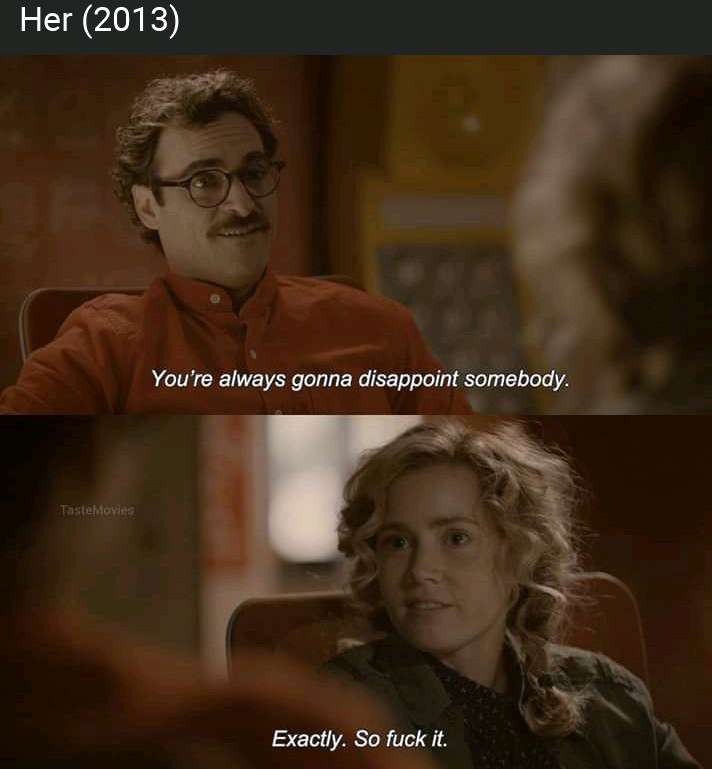 Her (2013)
You're always gonna disappoint somebody.
TasteMovies
Exactly. So fuck it.